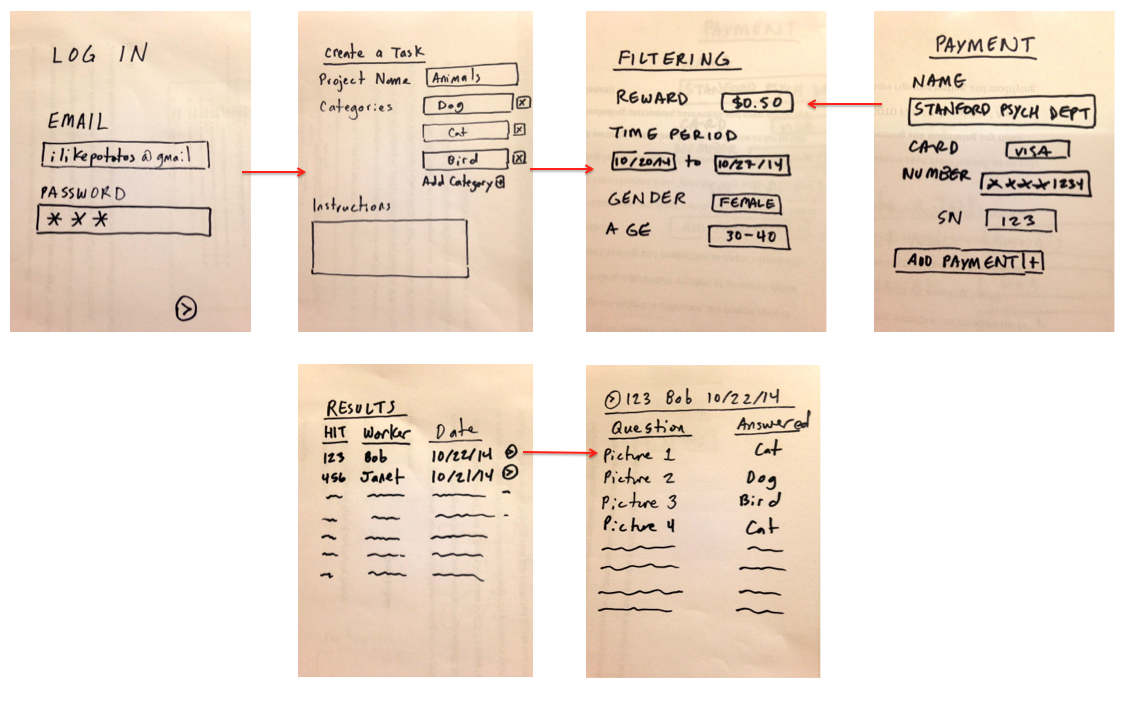 LOG IN
EMAIL
ilikepototos @ gmail
PASSWORD
***
Create a Task
Project Name Animals
Categories Dog x
Cat x
Bird x
Add Category +
Instructions
FILTERING
REWARD $0.50
TIME PERIOD
10/20/14 to 10/27/14
GENDER FEMALE
AGE 30-40
PAYMENT
NAME
STANFORD PSYCH DEPT
CARD VISA
NUMBER ****1234
SN 123
ADD PAYMENT +
RESULTS
HIT Worker Date
123 Bob 10/22/14 >
456 Janet 10/21/14 >
> 123 Bob 10/22/14
Question Answered
Picture 1 Cat
Picture 2 Dog
Picture 3 Bird
Picture 4 Cat